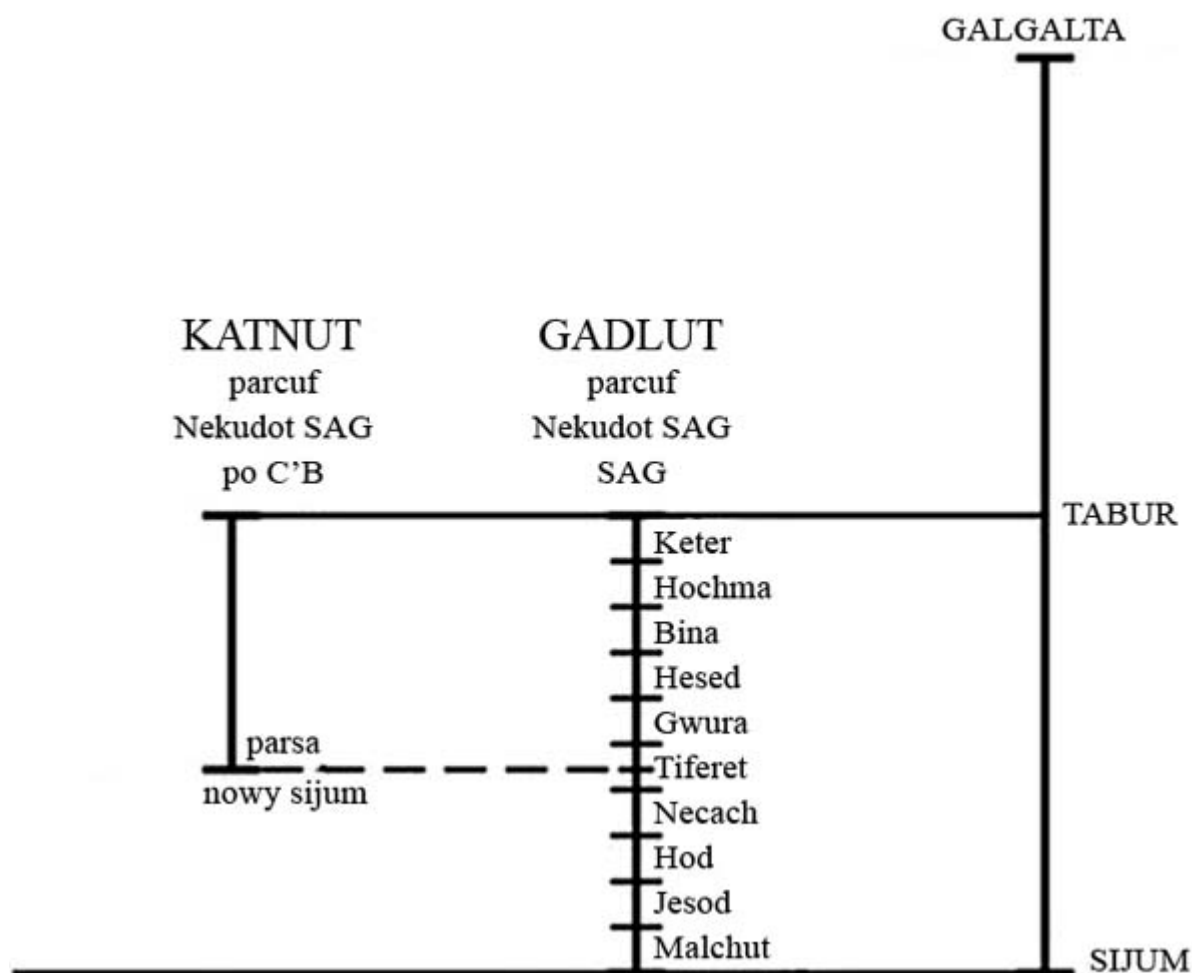 GALGALTA
KATNUT
parcuf
Nekudot SAG
po C’B
GADLUT
parcuf
Nekudot SAG
SAG
TABUR
Keter
Hochma
Bina
Hesed
Gwura
parsa
Tiferet
nowy sijum
Necach
Hod
Jesod
Malchut
SIJUM